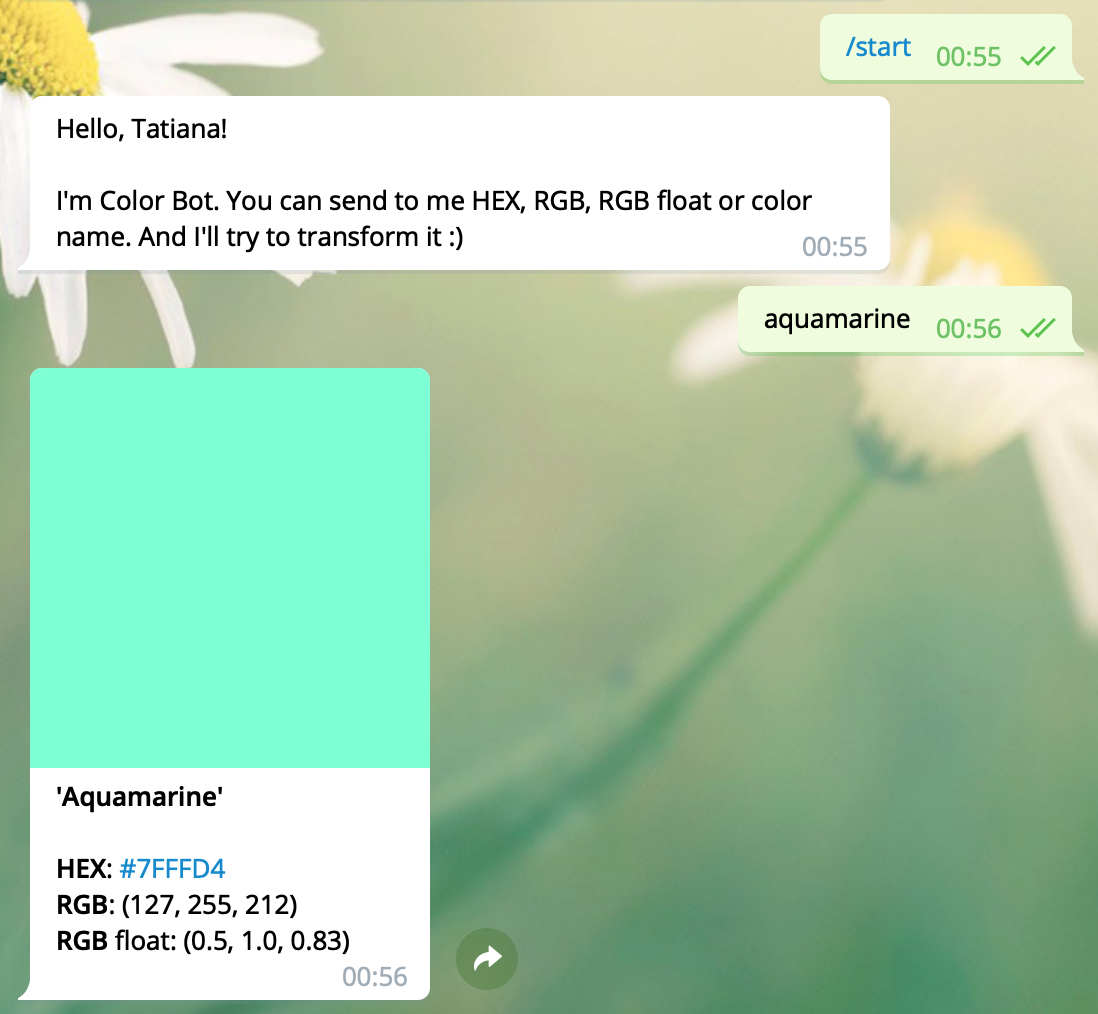 /start 00:55
Hello, Tatiana!
I'm Color Bot. You can send to me HEX, RGB, RGB float or color
name. And I'll try to transform it :)
00:55
aquamarine 00:56
'Aquamarine'
HEX: #7FFFD4
RGB: (127, 255, 212)
RGB float: (0.5, 1.0, 0.83)
00:56